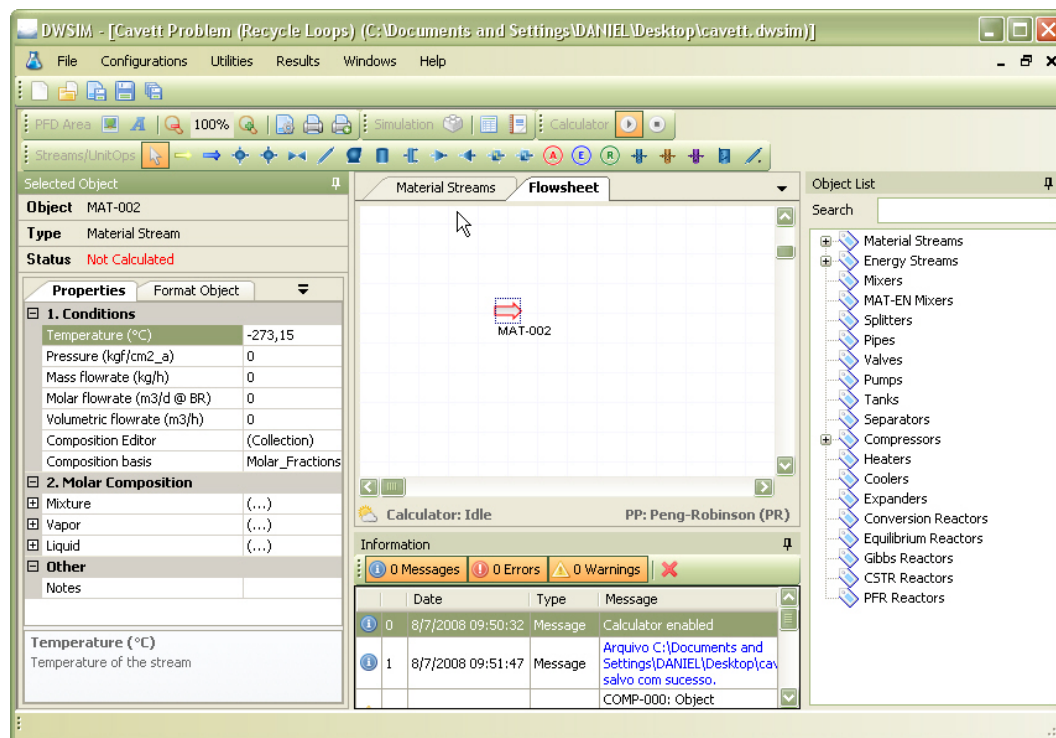 DWSIM - [Cavett Problem (Recycle Loops) (C:\Documents and Settings\DANIEL\Desktop\cavett.dwsim)]
File Configurations Utilities Results Windows Help
PFD Area A 100% Simulation Calculator
Streams/UnitOps A E R
Selected Object
Object MAT-002
Type Material Stream
Status Not Calculated
Properties Format Object
1. Conditions
Temperature (°C) -273,15
Pressure (kgf/cm2_a) 0
Mass flowrate (kg/h) 0
Molar flowrate (m3/d @ BR) 0
Volumetric flowrate (m3/h) 0
Composition Editor (Collection)
Composition basis Molar_Fractions
2. Molar Composition
Mixture (...)
Vapor (...)
Liquid (...)
Other
Notes
Temperature (°C)
Temperature of the stream
Material Streams Flowsheet
MAT-002
Calculator: Idle PP: Peng-Robinson (PR)
Information
0 Messages 0 Errors 0 Warnings
Date Type Message
0 8/7/2008 09:50:32 Message Calculator enabled
1 8/7/2008 09:51:47 Message Arquivo C:\Documents and
Settings\DANIEL\Desktop\cav
salvo com sucesso.
COMP-000: Object
Object List
Search
Material Streams
Energy Streams
Mixers
MAT-EN Mixers
Splitters
Pipes
Valves
Pumps
Tanks
Separators
Compressors
Heaters
Coolers
Expanders
Conversion Reactors
Equilibrium Reactors
Gibbs Reactors
CSTR Reactors
PFR Reactors